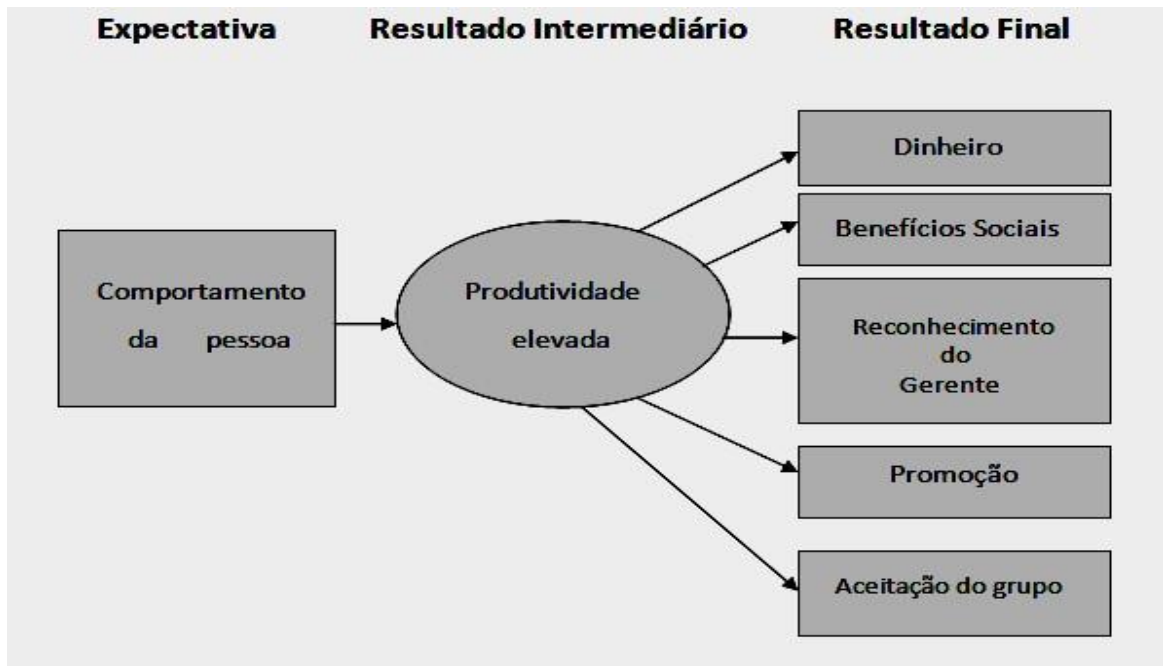 Expectativa
Resultado Intermediário
Resultado Final
Comportamento
da pessoa
Produtividade
elevada
Dinheiro
Benefícios Sociais
Reconhecimento
do
Gerente
Promoção
Aceitação do grupo